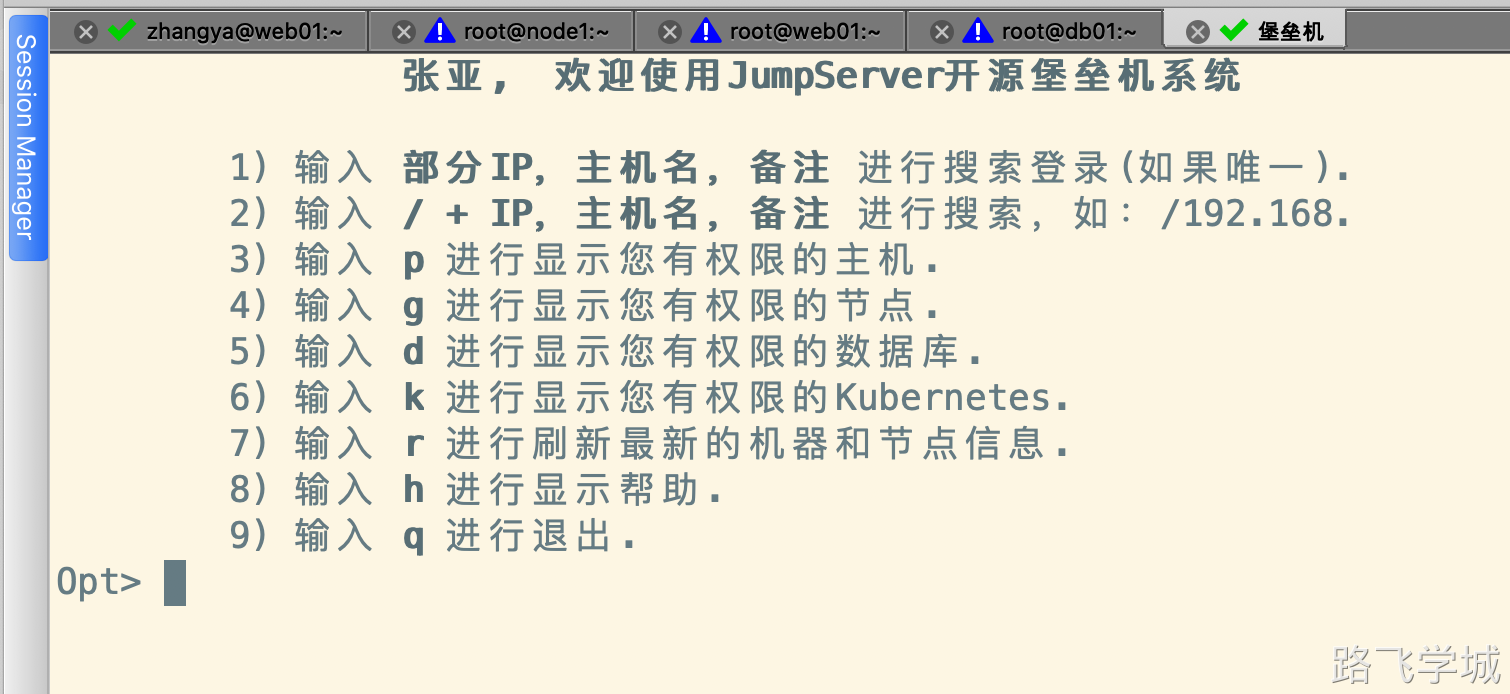 Session Manager
zhangya@web01:~
root@node1:~
root@web01:~
root@db01:~
堡垒机
张亚, 欢迎使用JumpServer开源堡垒机系统
1) 输入 部分IP, 主机名, 备注 进行搜索登录(如果唯一).
2) 输入 / + IP, 主机名, 备注 进行搜索, 如: /192.168.
3) 输入 p 进行显示您有权限的主机.
4) 输入 g 进行显示您有权限的节点.
5) 输入 d 进行显示您有权限的数据库.
6) 输入 k 进行显示您有权限的Kubernetes.
7) 输入 r 进行刷新最新的机器和节点信息.
8) 输入 h 进行显示帮助.
9) 输入 q 进行退出.
Opt>
路飞学城